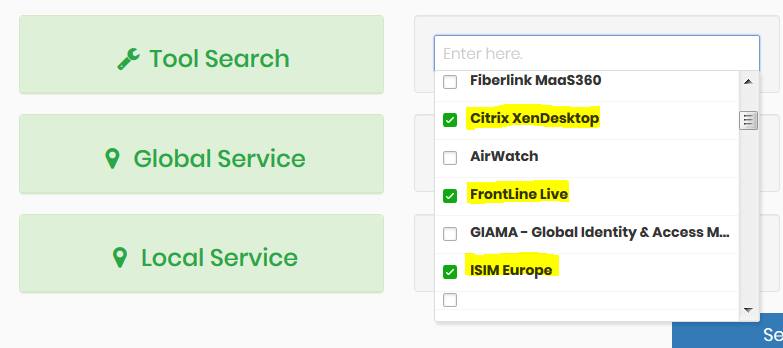 Tool Search
Enter here.
Fiberlink MaaS360
Citrix XenDesktop
Global Service
AirWatch
FrontLine Live
GIAMA - Global Identity & Access M...
Local Service
ISIM Europe
Se